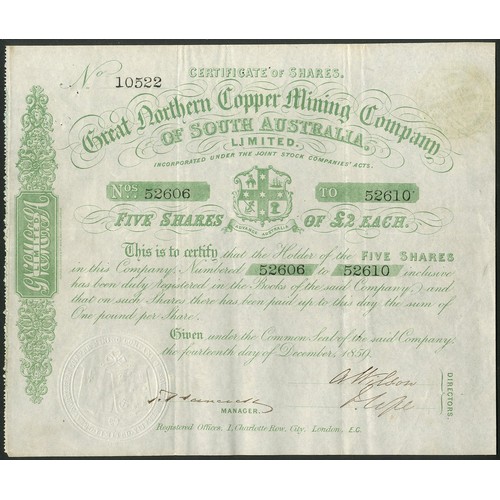 No 10522
CERTIFICATE OF SHARES.
Great Northern Copper Mining Company
OF SOUTH AUSTRALIA,
LIMITED.
INCORPORATED UNDER THE JOINT STOCK COMPANIES' ACTS.
Nos. 52606 TO 52610
FIVE SHARES OF £2 EACH.
ADVANCE AUSTRALIA
This is to certify that the Holder of the FIVE SHARES
in this Company, Numbered 52606 to 52610 inclusive
has been duly Registered in the Books of the said Company, and
that on such Shares there has been paid up to this day the sum of
One pound per Share.
Given, under the Common Seal of the said Company,
the fourteenth day of December, 1859.
DIRECTORS
MANAGER.
Registered Offices, 1, Charlotte Row, City, London, E.C.